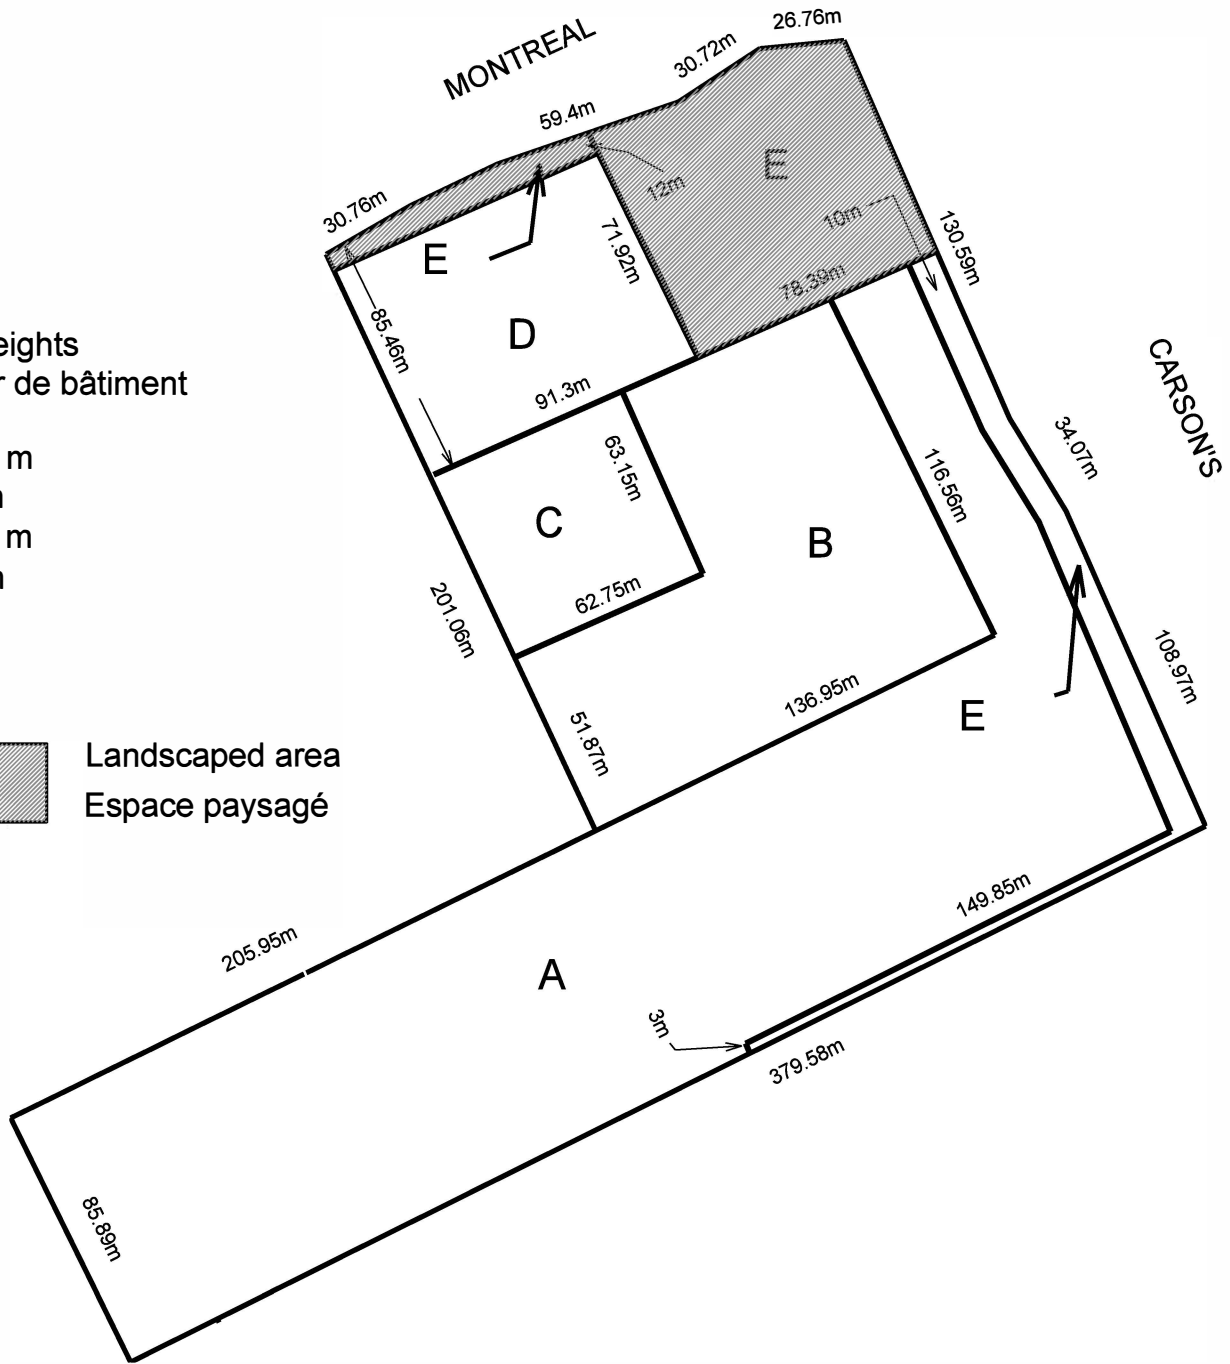 MONTREAL
26.76m
30.72m
59.4m
30.76m
E
12m
10m
130.59m
71.92m
78.39m
E
85.46m
D
91.3m
eights
r de bâtiment
m
m
CARSON'S
34.07m
63.15m
116.56m
C
B
62.75m
201.06m
108.97m
136.95m
51.87m
E
Landscaped area
Espace paysagé
149.85m
205.95m
A
3m
379.58m
85.89m